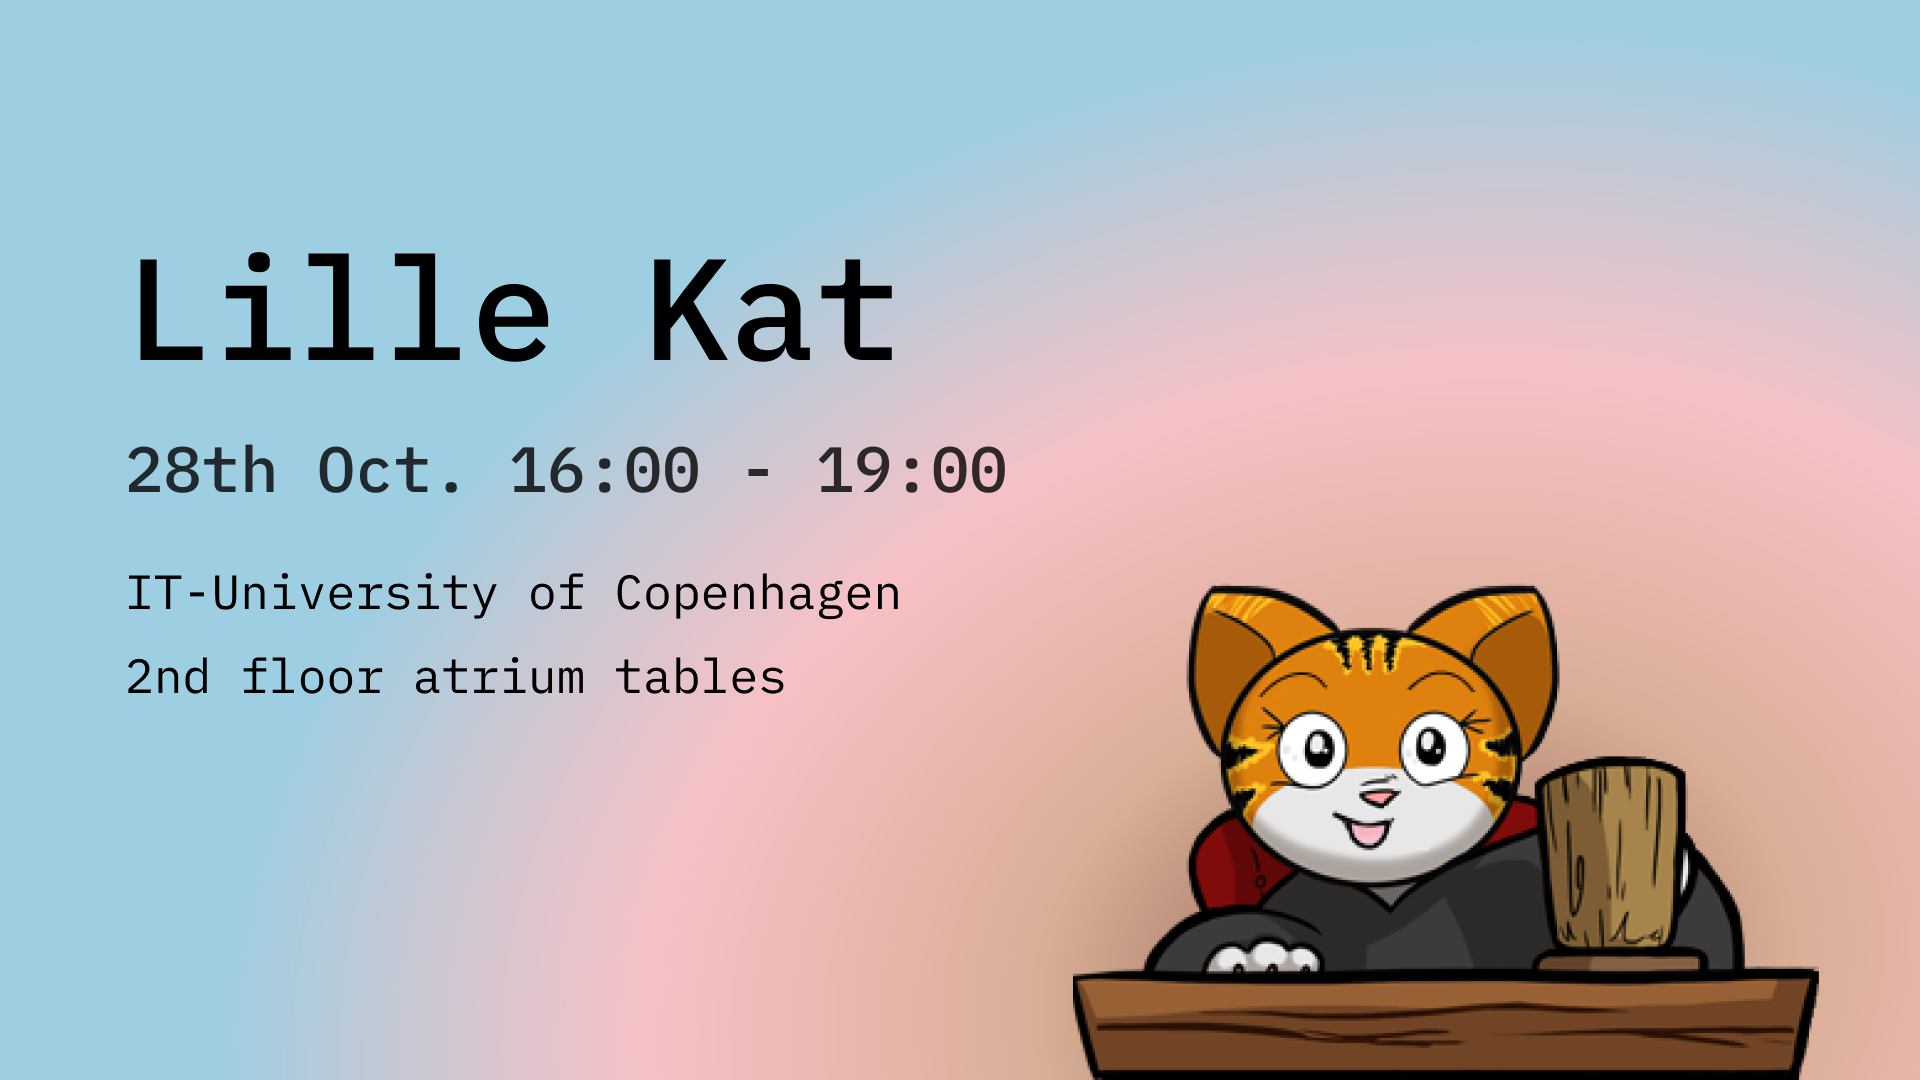 Lille Kat
28th Oct. 16:00 - 19:00
IT-University of Copenhagen
2nd floor atrium tables